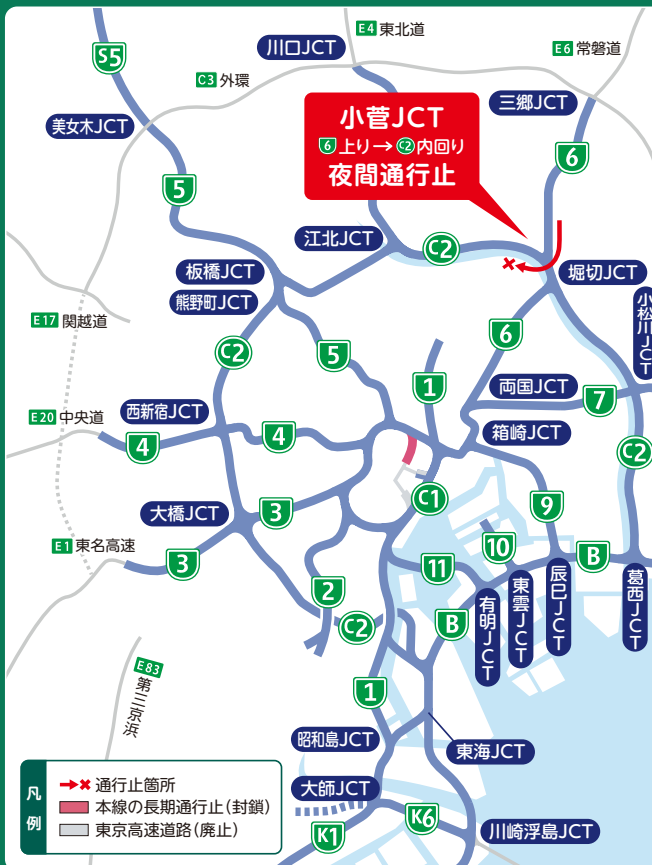 E4 東北道
川口JCT
E6 常磐道
S5
C3 外環
三郷JCT
美女木JCT
小菅JCT
6 上り→C2内回り
夜間通行止
6
5
江北JCT
C2
板橋JCT
堀切JCT
熊野町JCT
小松川JCT
E17 関越道
6
C2
5
1
両国JCT
7
E20 中央道
西新宿JCT
4
4
箱崎JCT
C2
C1
大橋JCT
3
9
E1 東名高速
3
10
B
11
2
有明JCT
東雲JCT
辰巳JCT
葛西JCT
C2
B
E83
第三京浜
1
昭和島JCT
東海JCT
大師JCT
K1
K6
川崎浮島JCT
凡例
→× 通行止箇所
本線の長期通行止(封鎖)
東京高速道路(廃止)